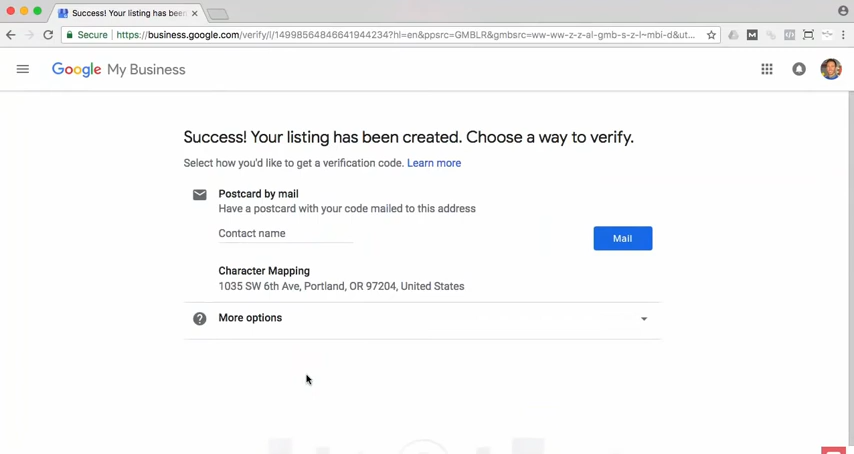 Success! Your listing has been
Secure https://business.google.com/verify/l/14998564846641944234?hl=en&ppsrc=GMBLR&gmbsrc=ww-ww-z-z-al-gmb-s-z-l~mbi-d&ut...
Google My Business
Success! Your listing has been created. Choose a way to verify.
Select how you'd like to get a verification code. Learn more
Postcard by mail
Have a postcard with your code mailed to this address
Contact name
Mail
Character Mapping
1035 SW 6th Ave, Portland, OR 97204, United States
More options